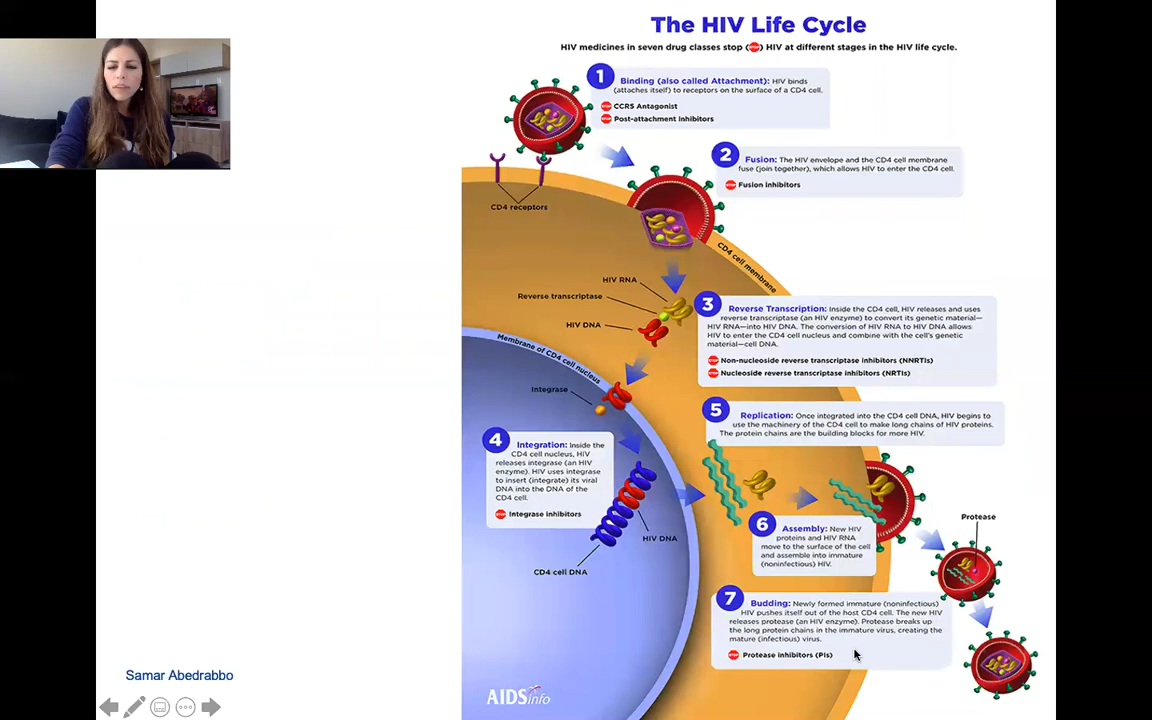 The HIV Life Cycle
HIV medicines in seven drug classes stop (STOP) HIV at different stages in the HIV life cycle.
1
Binding (also called Attachment): HIV binds
(attaches itself) to receptors on the surface of a CD4 cell.
STOP CCR5 Antagonist
STOP Post-attachment inhibitors
2
Fusion: The HIV envelope and the CD4 cell membrane
fuse (join together), which allows HIV to enter the CD4 cell.
STOP Fusion inhibitors
CD4 receptors
CD4 cell membrane
HIV RNA
Reverse transcriptase
HIV DNA
3
Reverse Transcription: Inside the CD4 cell, HIV releases and uses
reverse transcriptase (an HIV enzyme) to convert its genetic material—
HIV RNA—into HIV DNA. The conversion of HIV RNA to HIV DNA allows
HIV to enter the CD4 cell nucleus and combine with the cell's genetic
material—cell DNA.
STOP Non-nucleoside reverse transcriptase inhibitors (NNRTIs)
STOP Nucleoside reverse transcriptase inhibitors (NRTIs)
Membrane of CD4 cell nucleus
Integrase
4
Integration: Inside the
CD4 cell nucleus, HIV
releases integrase (an HIV
enzyme). HIV uses integrase
to insert (integrate) its viral
DNA into the DNA of the
CD4 cell.
STOP Integrase inhibitors
HIV DNA
CD4 cell DNA
5
Replication: Once integrated into the CD4 cell DNA, HIV begins to
use the machinery of the CD4 cell to make long chains of HIV proteins.
The protein chains are the building blocks for more HIV.
6
Assembly: New HIV
proteins and HIV RNA
move to the surface of the cell
and assemble into immature
(noninfectious) HIV.
Protease
7
Budding: Newly formed immature (noninfectious)
HIV pushes itself out of the host CD4 cell. The new HIV
releases protease (an HIV enzyme). Protease breaks up
the long protein chains in the immature virus, creating the
mature (infectious) virus.
STOP Protease inhibitors (PIs)
AIDSinfo
Samar Abedrabbo